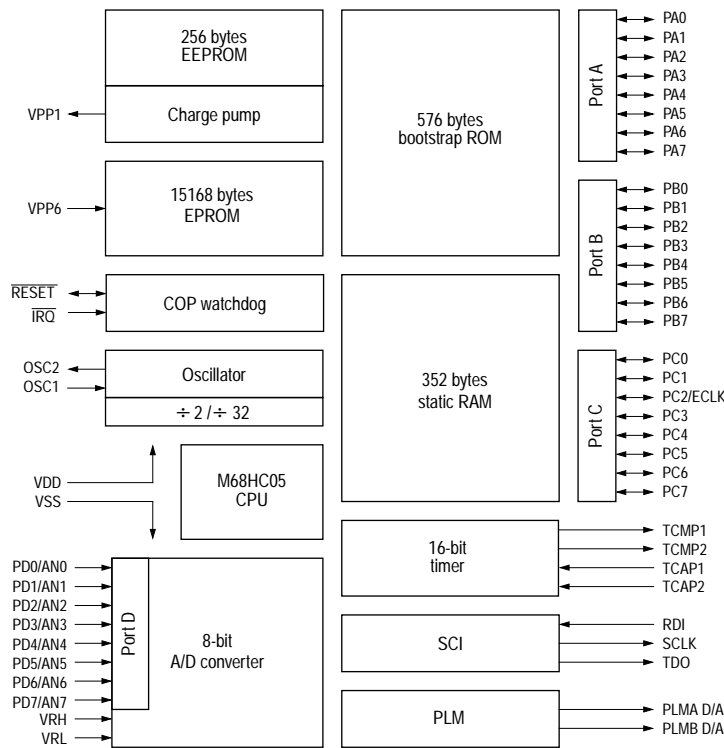 256 bytes
EEPROM
Charge pump
VPP1
15168 bytes
EPROM
VPP6
RESET
IRQ
COP watchdog
OSC2
OSC1
Oscillator
÷ 2 /÷ 32
VDD
VSS
M68HC05
CPU
PD0/AN0
PD1/AN1
PD2/AN2
PD3/AN3
PD4/AN4
PD5/AN5
PD6/AN6
PD7/AN7
VRH
VRL
Port D
8-bit
A/D converter
576 bytes
bootstrap ROM
352 bytes
static RAM
16-bit
timer
SCI
PLM
Port A
PA0
PA1
PA2
PA3
PA4
PA5
PA6
PA7
Port B
PB0
PB1
PB2
PB3
PB4
PB5
PB6
PB7
Port C
PC0
PC1
PC2/ECLK
PC3
PC4
PC5
PC6
PC7
TCMP1
TCMP2
TCAP1
TCAP2
RDI
SCLK
TDO
PLMA D/A
PLMB D/A